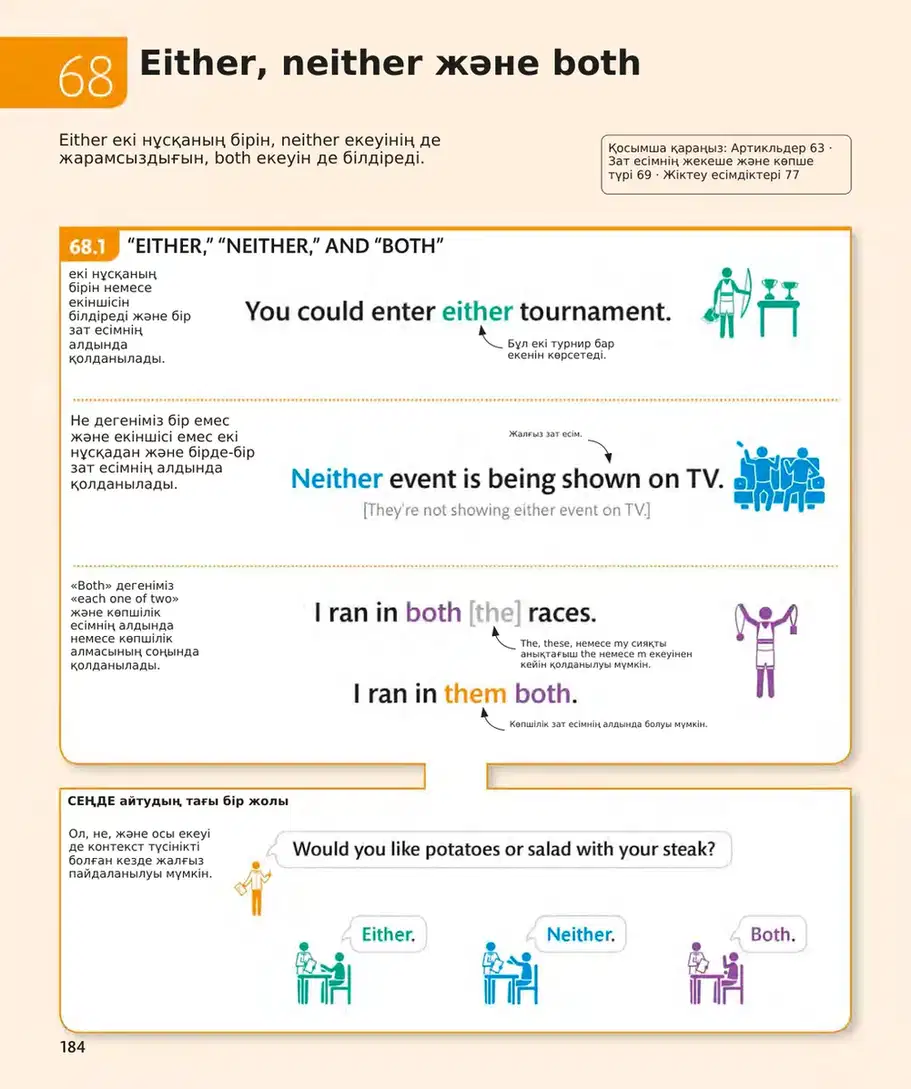 68
Either, neither және both
Either екі нұсқаның бірін, neither екеуінің де
жарамсыздығын, both екеуін де білдіреді.
Қосымша қараңыз: Артикльдер 63 ·
Зат есімнің жекеше және көпше
түрі 69 · Жіктеу есімдіктері 77
68.1 “EITHER,” “NEITHER,” AND “BOTH”
екі нұсқаның
бірін немесе
екіншісін
білдіреді және бір
зат есімнің
алдында
қолданылады.
You could enter either tournament.
Бұл екі турнир бар
екенін көрсетеді.
Не дегеніміз бір емес
және екіншісі емес екі
нұсқадан және бірде-бір
зат есімнің алдында
қолданылады.
Жалғыз зат есім.
Neither event is being shown on TV.
[They're not showing either event on TV.]
«Both» дегеніміз
«each one of two»
және көпшілік
есімнің алдында
немесе көпшілік
алмасының соңында
қолданылады.
I ran in both [the] races.
The, these, немесе my сияқты
анықтағыш the немесе m екеуінен
кейін қолданылуы мүмкін.
I ran in them both.
Көпшілік зат есімнің алдында болуы мүмкін.
СЕҢДЕ айтудың тағы бір жолы
Ол, не, және осы екеуі
де контекст түсінікті
болған кезде жалғыз
пайдаланылуы мүмкін.
Would you like potatoes or salad with your steak?
Either.
Neither.
Both.
184